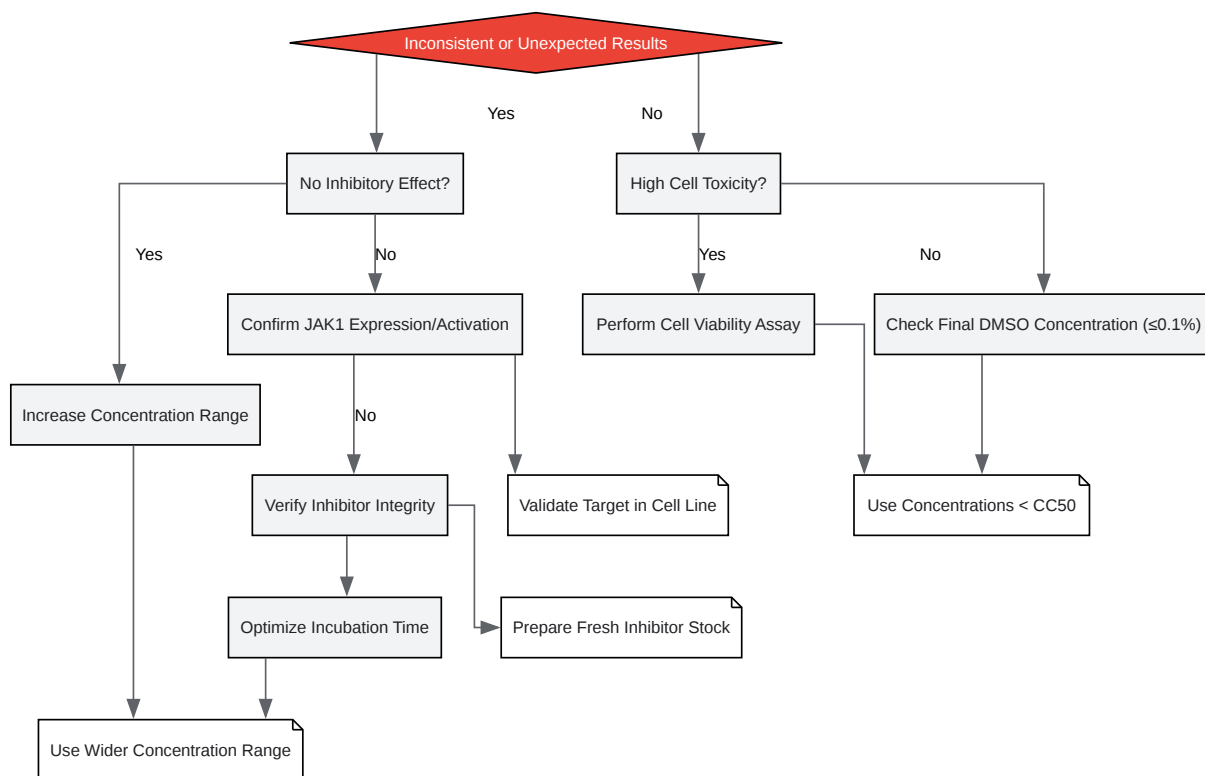 Inconsistent or Unexpected Results
Yes
No
No Inhibitory Effect?
High Cell Toxicity?
Yes
No
Yes
No
Confirm JAK1 Expression/Activation
Perform Cell Viability Assay
Check Final DMSO Concentration (≤0.1%)
Increase Concentration Range
No
Verify Inhibitor Integrity
Validate Target in Cell Line
Use Concentrations < CC50
Optimize Incubation Time
Prepare Fresh Inhibitor Stock
Use Wider Concentration Range